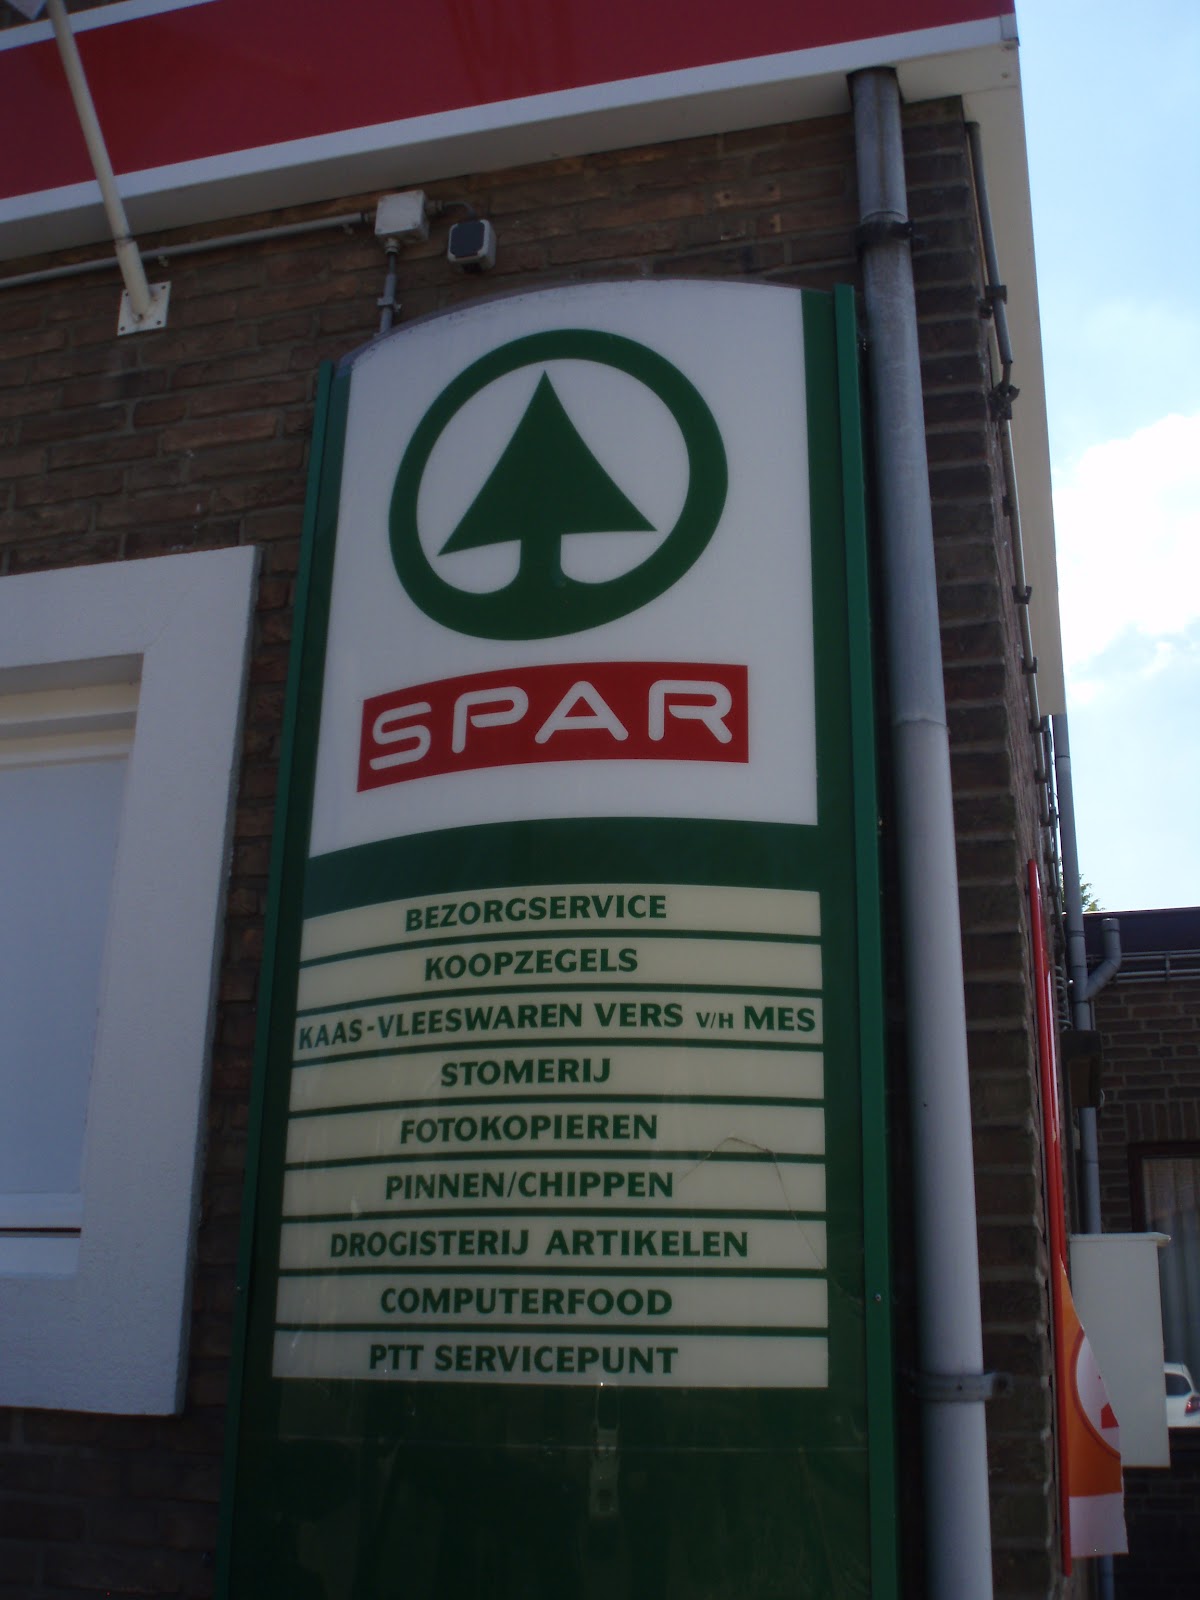 SPAR
BEZORGSERVICE
KOOPZEGELS
KAAS-VLEESWAREN VERS V/H MES
STOMERIJ
FOTOKOPIEREN
PINNEN/CHIPPEN
DROGISTERIJ ARTIKELEN
COMPUTERFOOD
PTT SERVICEPUNT